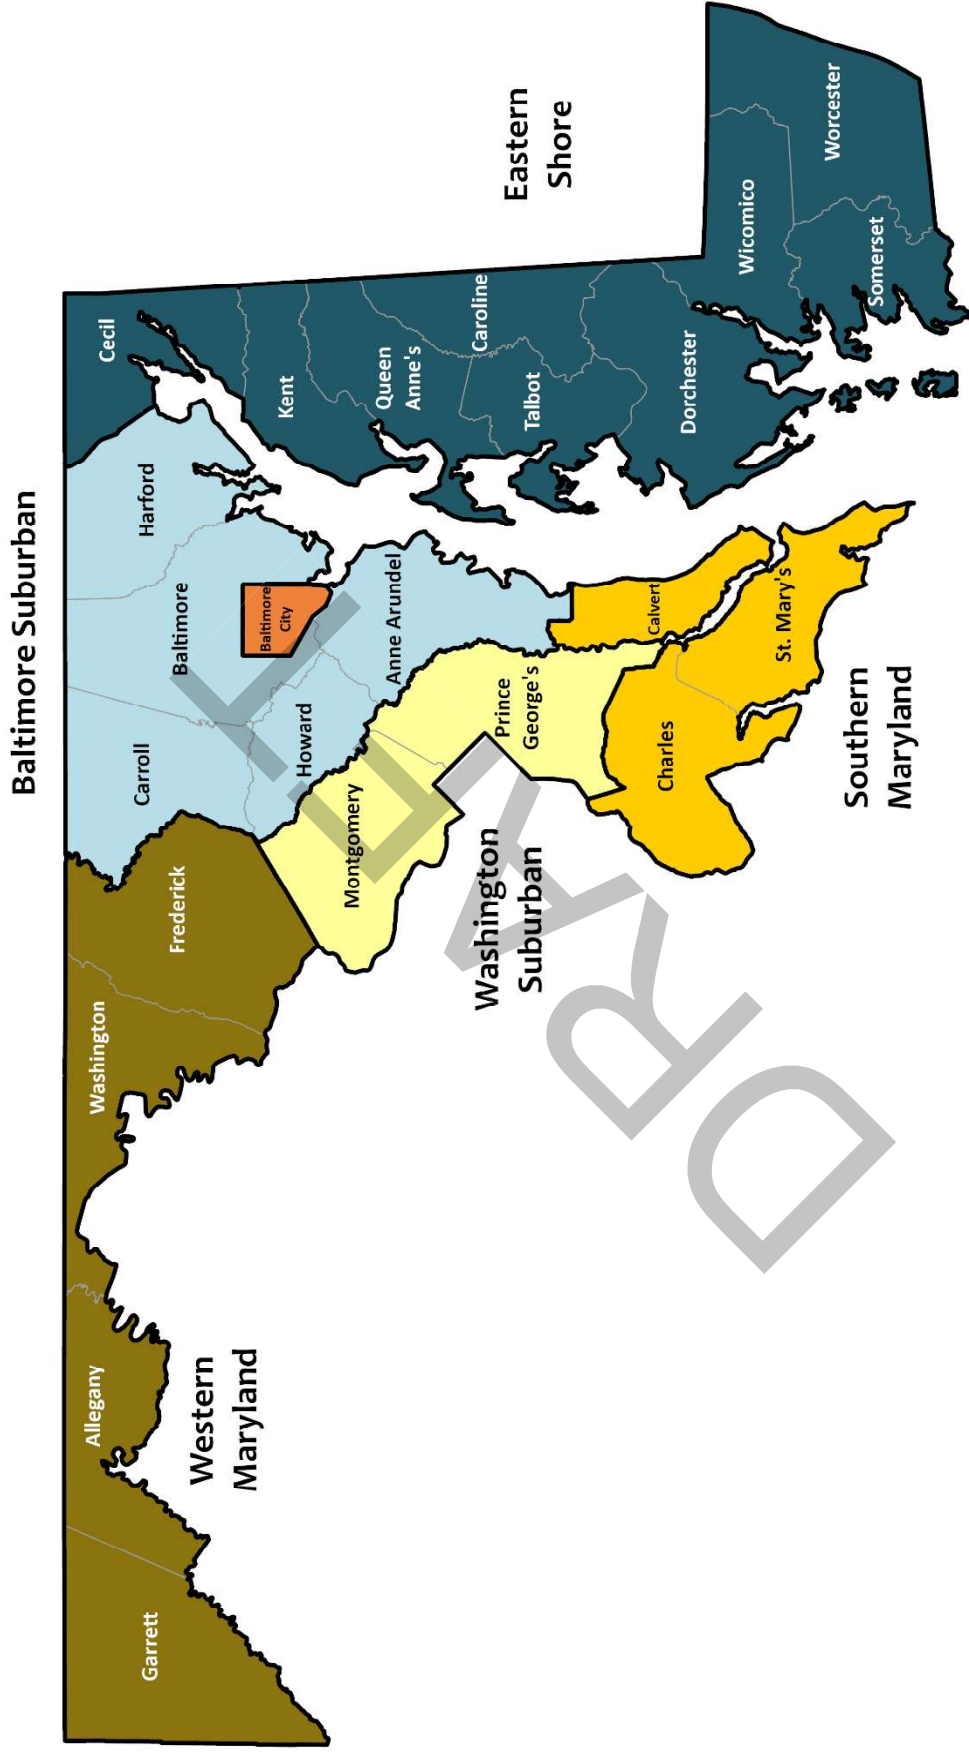 Baltimore Suburban
Garrett
Allegany
Washington
Frederick
Carroll
Baltimore
Harford
Cecil
Baltimore
City
Howard
Anne Arundel
Montgomery
Prince
George's
Kent
Queen
Anne's
Caroline
Talbot
Dorchester
Wicomico
Worcester
Somerset
Calvert
St. Mary's
Charles
Western
Maryland
Washington
Suburban
Southern
Maryland
Eastern
Shore
DRAFT